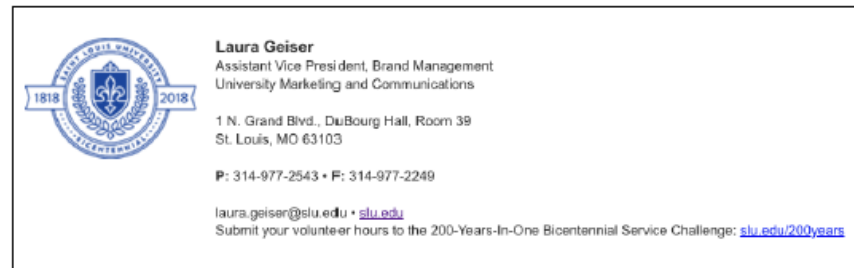 SAINT LOUIS UNIVERSITY
1818 2018
BICENTENNIAL
Laura Geiser
Assistant Vice President, Brand Management
University Marketing and Communications
1 N. Grand Blvd., DuBourg Hall, Room 39
St. Louis, MO 63103
P: 314-977-2543 • F: 314-977-2249
laura.geiser@slu.edu • slu.edu
Submit your volunteer hours to the 200-Years-In-One Bicentennial Service Challenge: slu.edu/200years